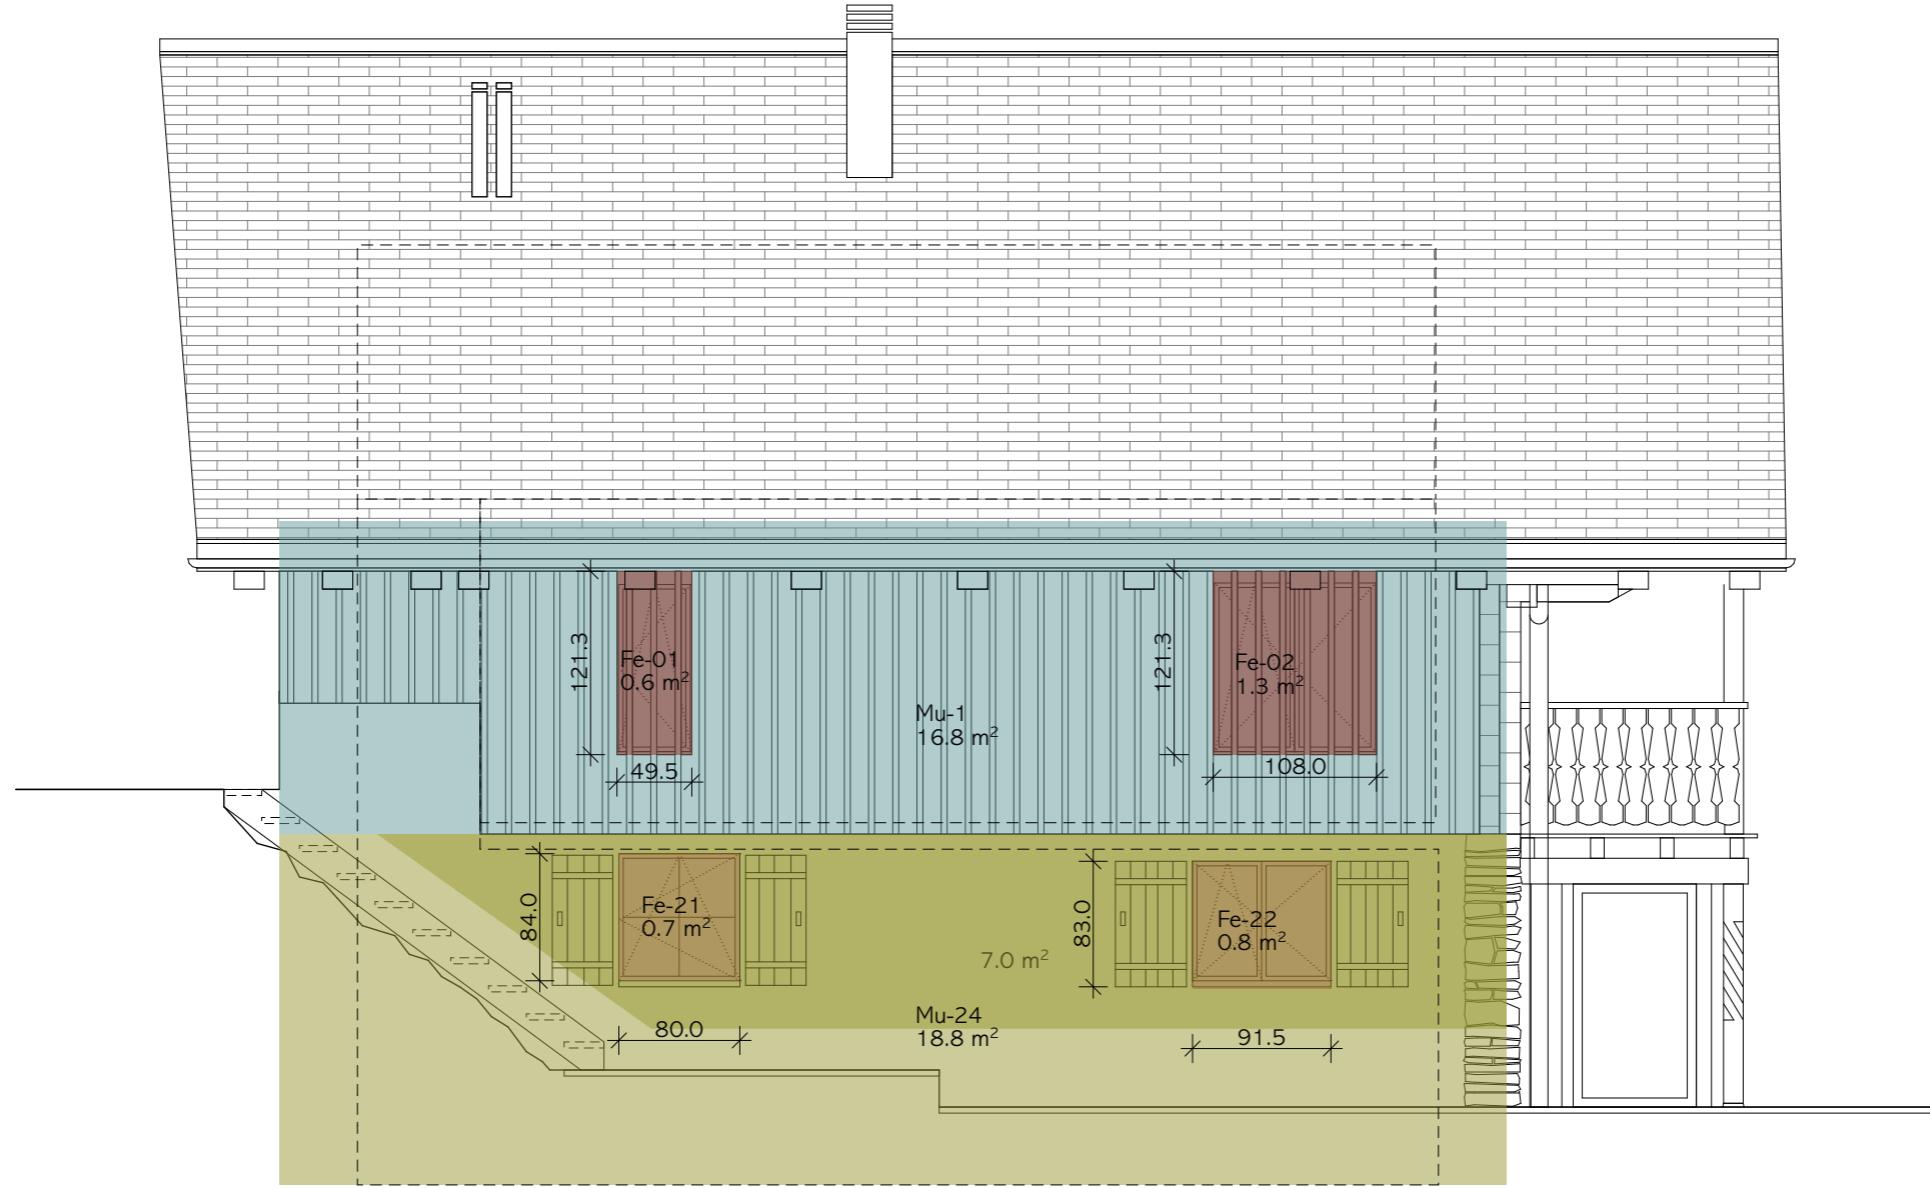 121.3
Fe-01
0.6 m²
49.5
Mu-1
16.8 m²
121.3
Fe-02
1.3 m²
108.0
84.0
Fe-21
0.7 m²
80.0
7.0 m²
Mu-24
18.8 m²
83.0
Fe-22
0.8 m²
91.5